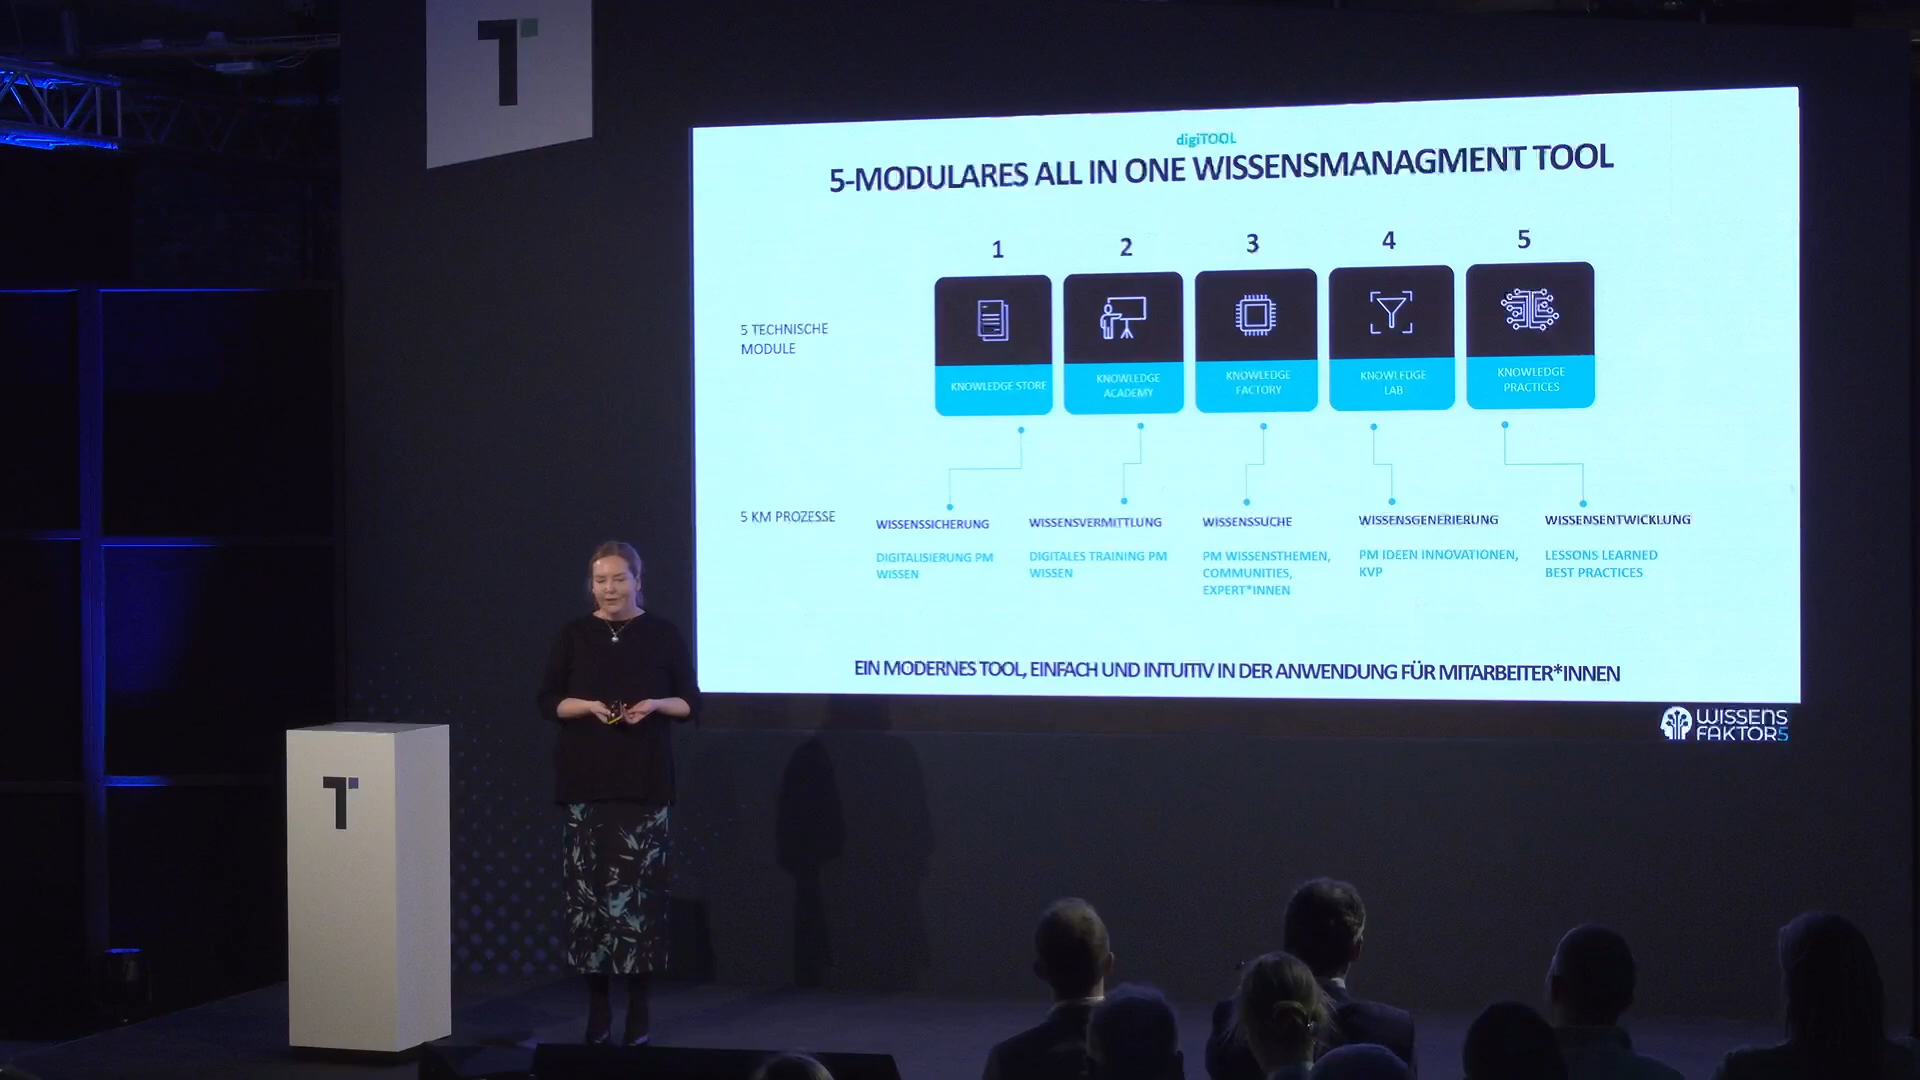 T
digiTOOL
5-MODULARES ALL IN ONE WISSENSMANAGMENT TOOL
1 2 3 4 5
5 TECHNISCHE
MODULE
KNOWLEDGE STORE
KNOWLEDGE
ACADEMY
KNOWLEDGE
FACTORY
KNOWLEDGE
LAB
KNOWLEDGE
PRACTICES
5 KM PROZESSE
WISSENSSICHERUNG
DIGITALISIERUNG PM
WISSEN
WISSENSVERMITTLUNG
DIGITALES TRAINING PM
WISSEN
WISSENSSUCHE
PM WISSENSTHEMEN,
COMMUNITIES,
EXPERT*INNEN
WISSENSGENERIERUNG
PM IDEEN INNOVATIONEN,
KVP
WISSENSENTWICKLUNG
LESSONS LEARNED
BEST PRACTICES
EIN MODERNES TOOL, EINFACH UND INTUITIV IN DER ANWENDUNG FÜR MITARBEITER*INNEN
WISSENS
FAKTOR5
T